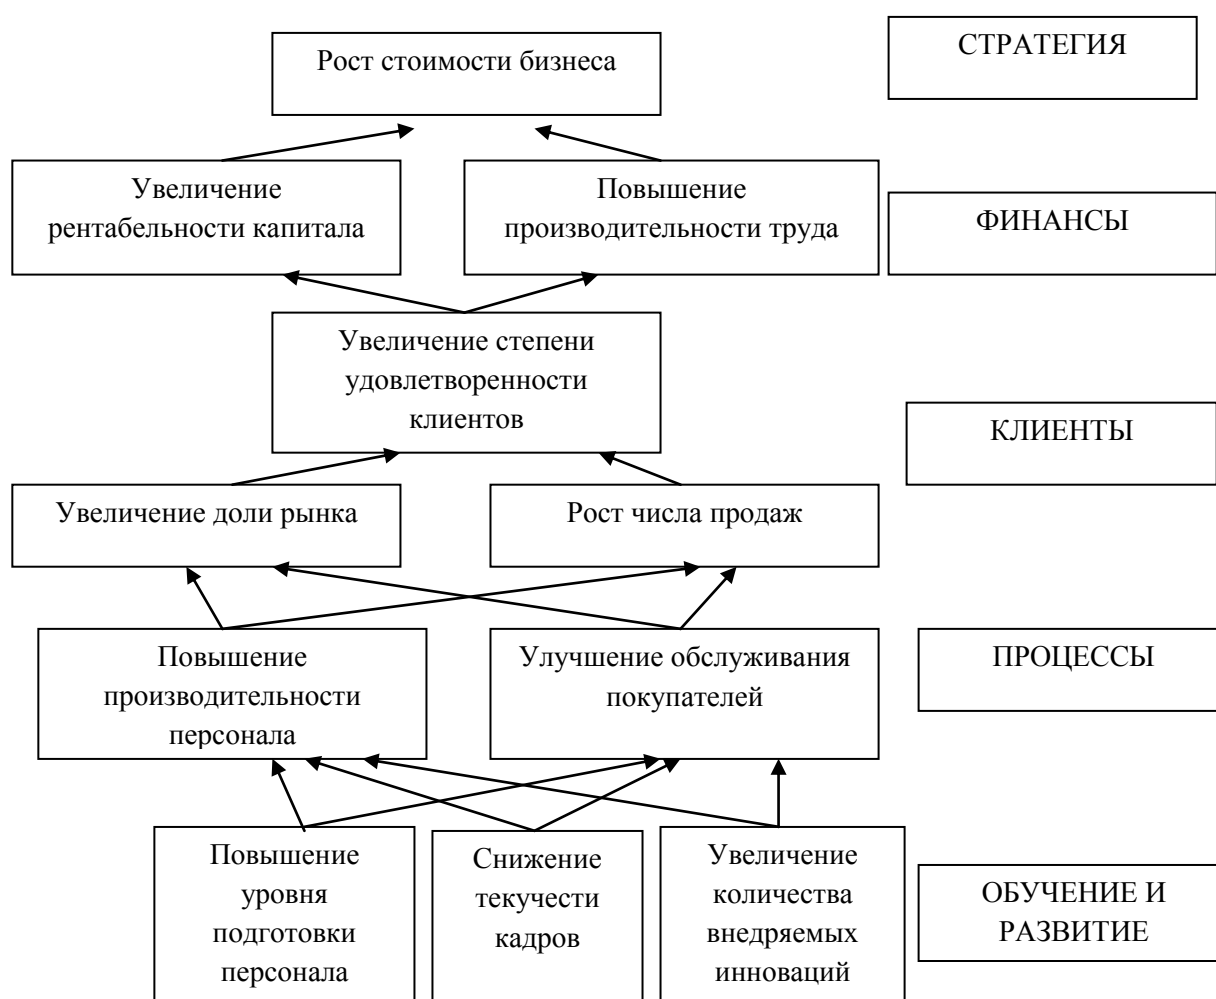 Рост стоимости бизнеса
СТРАТЕГИЯ
Увеличение
рентабельности капитала
Повышение
производительности труда
ФИНАНСЫ
Увеличение степени
удовлетворенности
клиентов
КЛИЕНТЫ
Увеличение доли рынка
Рост числа продаж
Повышение
производительности
персонала
Улучшение обслуживания
покупателей
ПРОЦЕССЫ
Повышение
уровня
подготовки
персонала
Снижение
текучести
кадров
Увеличение
количества
внедряемых
инноваций
ОБУЧЕНИЕ И
РАЗВИТИЕ